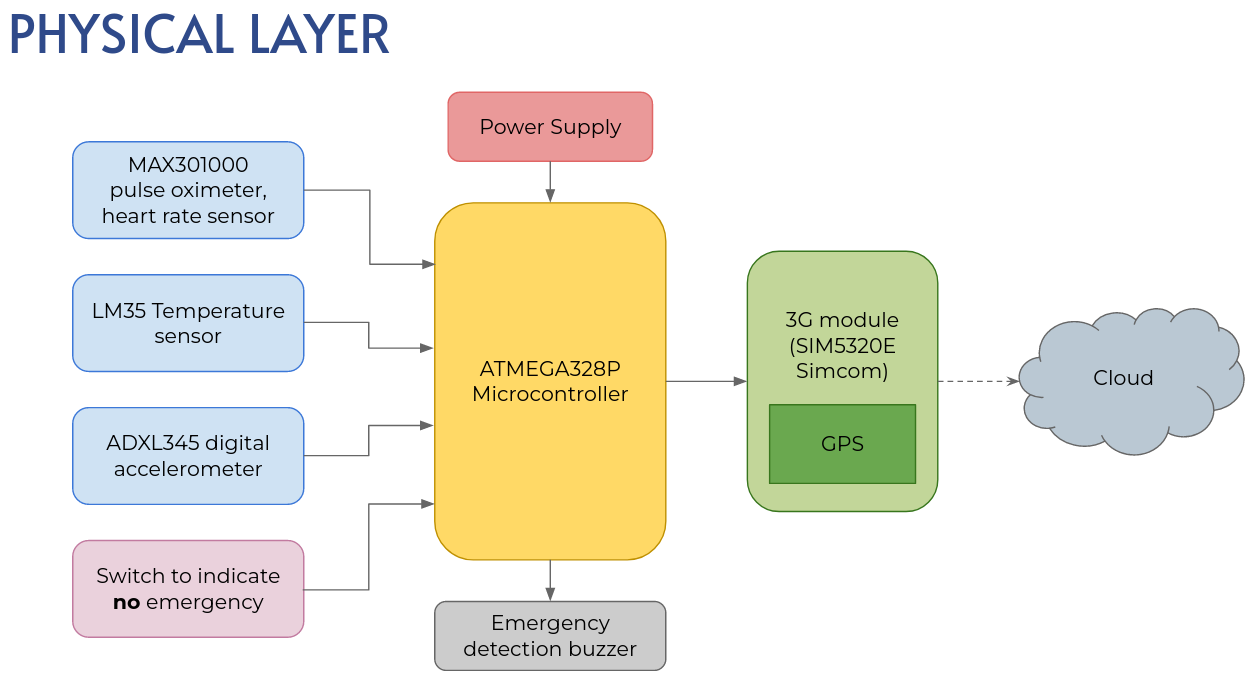 PHYSICAL LAYER
Power Supply
MAX301000
pulse oximeter,
heart rate sensor
LM35 Temperature
sensor
ADXL345 digital
accelerometer
Switch to indicate
no emergency
ATMEGA328P
Microcontroller
Emergency
detection buzzer
3G module
(SIM5320E
Simcom)
GPS
Cloud